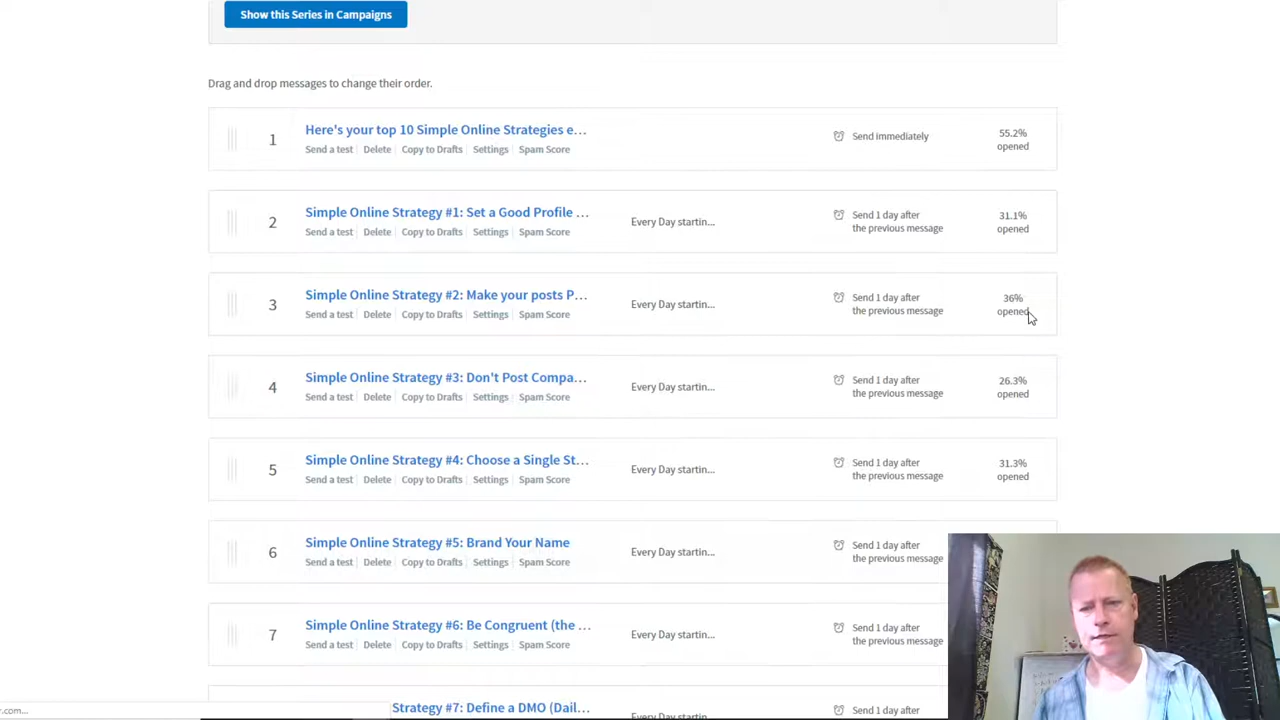 Show this Series in Campaigns
Drag and drop messages to change their order.
1
Here's your top 10 Simple Online Strategies e...
Send a test | Delete | Copy to Drafts | Settings | Spam Score
Send immediately
55.2%
opened
2
Simple Online Strategy #1: Set a Good Profile ...
Send a test | Delete | Copy to Drafts | Settings | Spam Score
Every Day startin...
Send 1 day after
the previous message
31.1%
opened
3
Simple Online Strategy #2: Make your posts P...
Send a test | Delete | Copy to Drafts | Settings | Spam Score
Every Day startin...
Send 1 day after
the previous message
36%
opened
4
Simple Online Strategy #3: Don't Post Compa...
Send a test | Delete | Copy to Drafts | Settings | Spam Score
Every Day startin...
Send 1 day after
the previous message
26.3%
opened
5
Simple Online Strategy #4: Choose a Single St...
Send a test | Delete | Copy to Drafts | Settings | Spam Score
Every Day startin...
Send 1 day after
the previous message
31.3%
opened
6
Simple Online Strategy #5: Brand Your Name
Send a test | Delete | Copy to Drafts | Settings | Spam Score
Every Day startin...
Send 1 day after
the previous message
7
Simple Online Strategy #6: Be Congruent (the ...
Send a test | Delete | Copy to Drafts | Settings | Spam Score
Every Day startin...
Send 1 day after
the previous message
Strategy #7: Define a DMO (Dail...
Send 1 day after
.com...